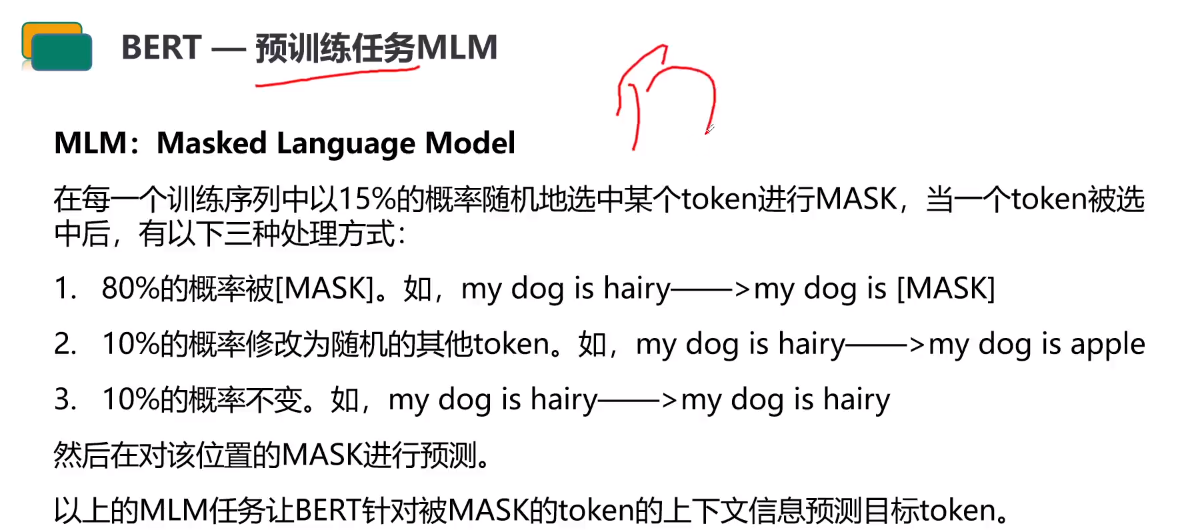 BERT — 预训练任务MLM
MLM：Masked Language Model
在每一个训练序列中以15%的概率随机地选中某个token进行MASK，当一个token被选
中后，有以下三种处理方式：
1. 80%的概率被[MASK]。如，my dog is hairy——>my dog is [MASK]
2. 10%的概率修改为随机的其他token。如，my dog is hairy——>my dog is apple
3. 10%的概率不变。如，my dog is hairy——>my dog is hairy
然后在对该位置的MASK进行预测。
以上的MLM任务让BERT针对被MASK的token的上下文信息预测目标token。